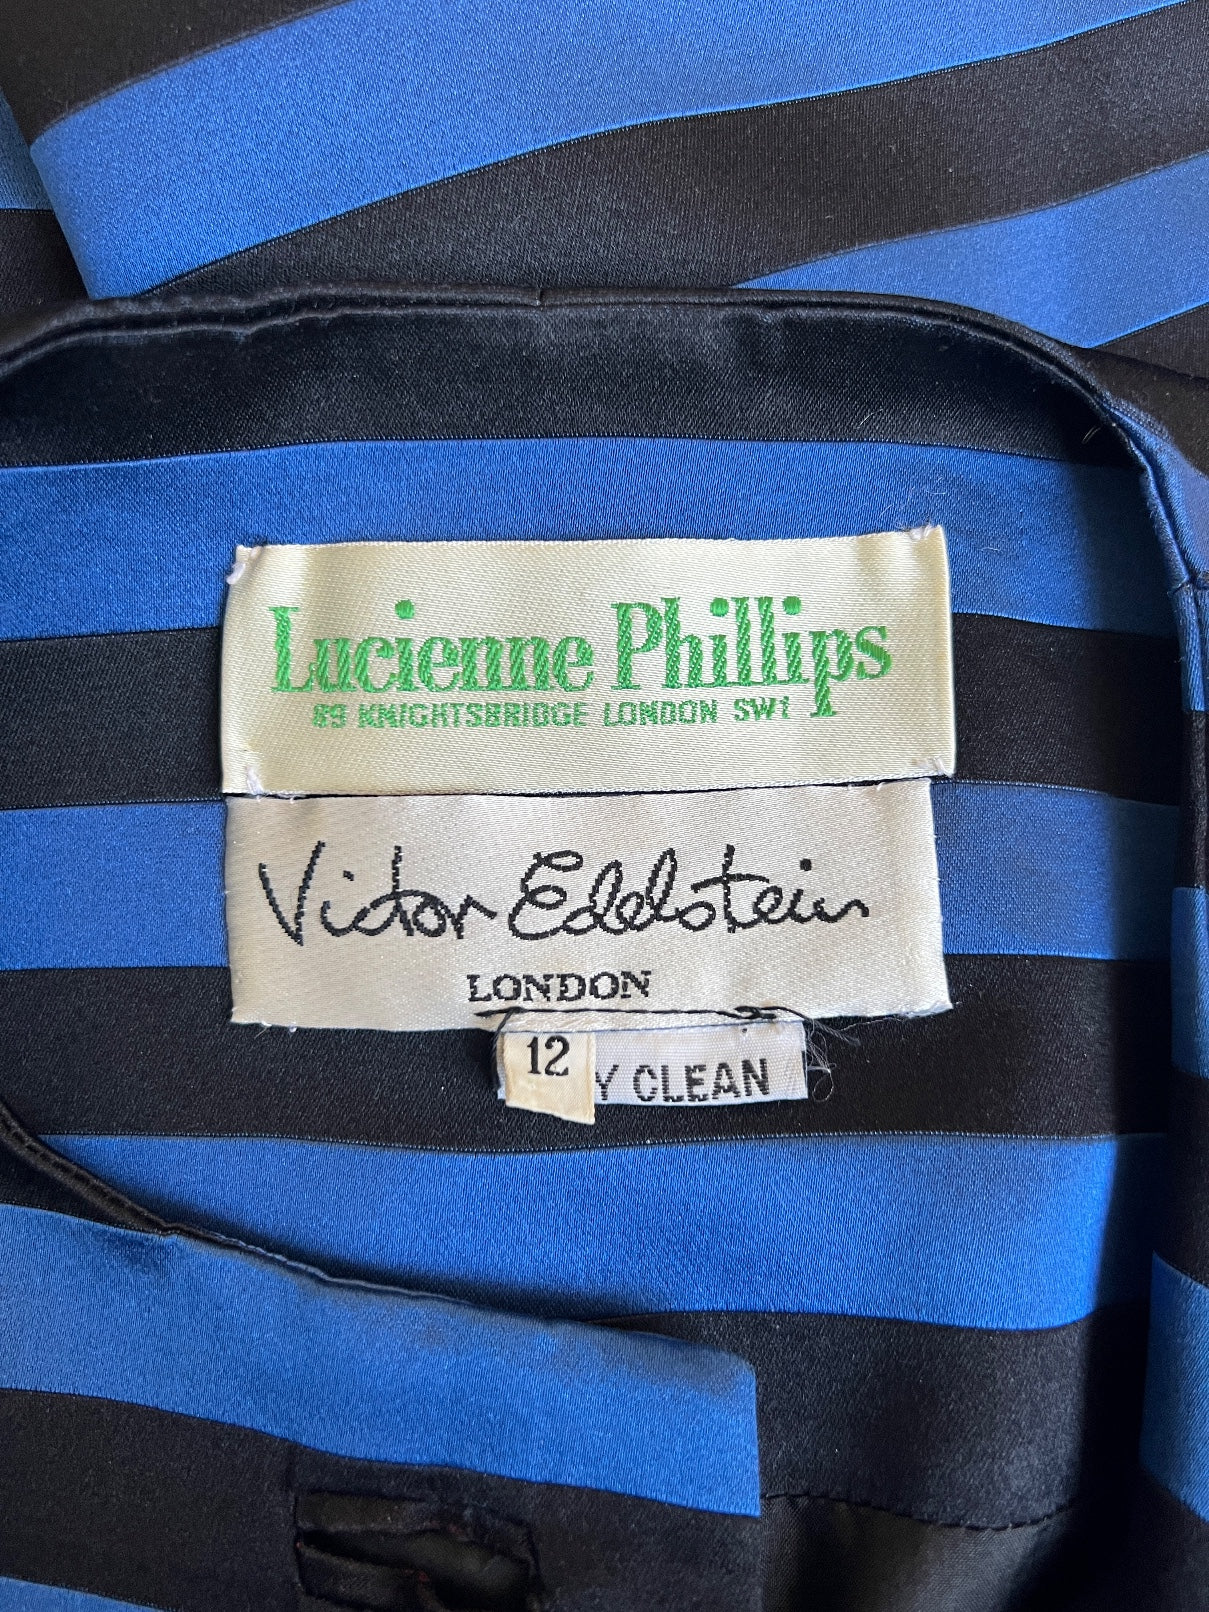 Lucienne Phillips
89 KNIGHTSBRIDGE LONDON SW1
Victor Edelstein
LONDON
12
Y CLEAN